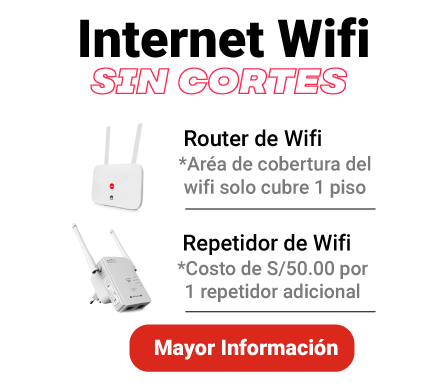 Internet Wifi
SIN CORTES
Router de Wifi
*Aréa de cobertura del
wifi solo cubre 1 piso
Repetidor de Wifi
*Costo de S/50.00 por
1 repetidor adicional
Mayor Información